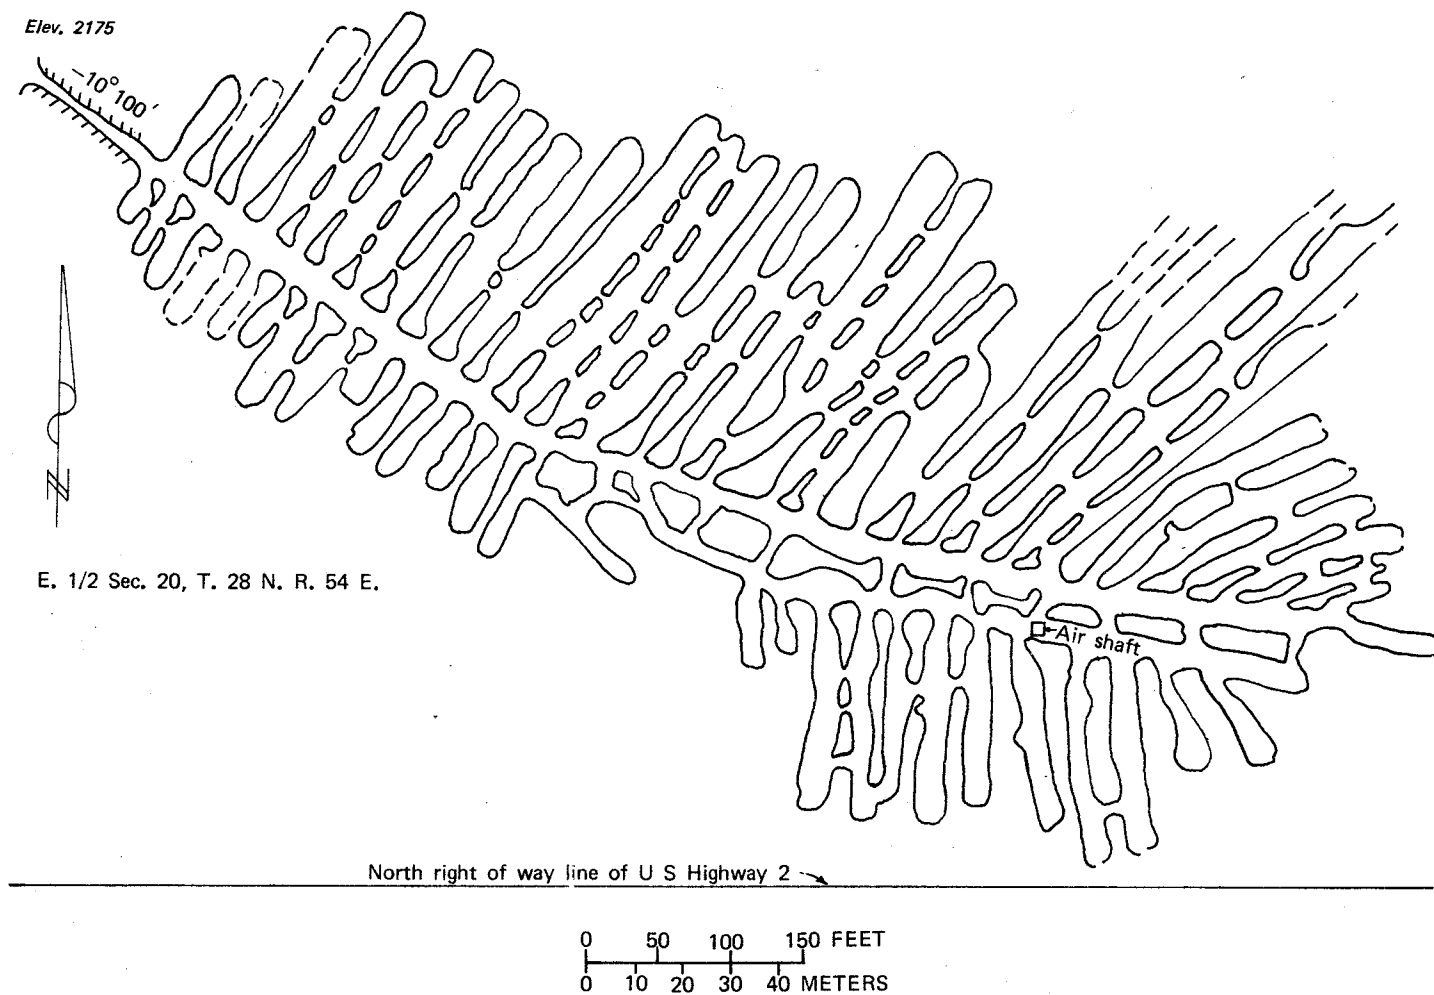 Elev. 2175
-10° 100'
N
E. 1/2 Sec. 20, T. 28 N. R. 54 E.
Air shaft
North right of way line of U S Highway 2
0 50 100 150 FEET
0 10 20 30 40 METERS